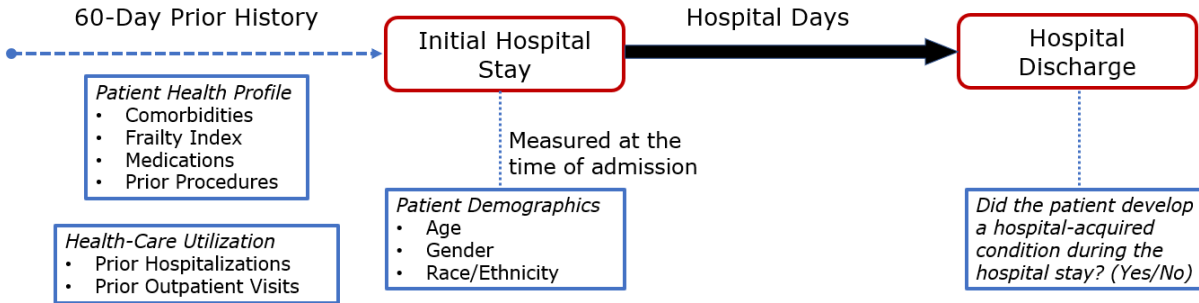 60-Day Prior History
Initial Hospital
Stay
Hospital Days
Hospital
Discharge
Patient Health Profile
• Comorbidities
• Frailty Index
• Medications
• Prior Procedures
Health-Care Utilization
• Prior Hospitalizations
• Prior Outpatient Visits
Measured at the
time of admission
Patient Demographics
• Age
• Gender
• Race/Ethnicity
Did the patient develop
a hospital-acquired
condition during the
hospital stay? (Yes/No)